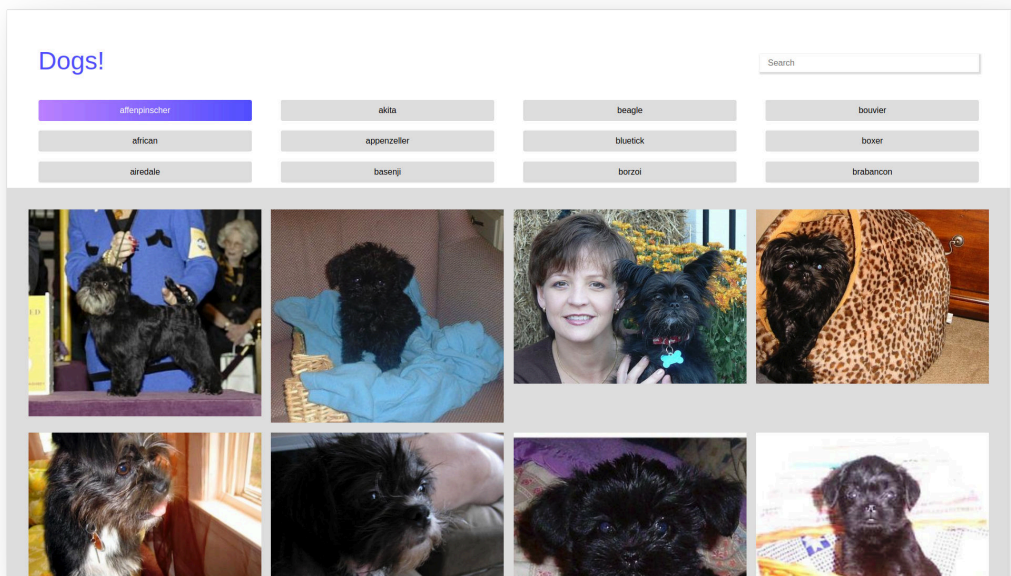 Dogs!
Search
affenpinscher
akita
beagle
bouvier
african
appenzeller
bluetick
boxer
airedale
basenji
borzoi
brabancon